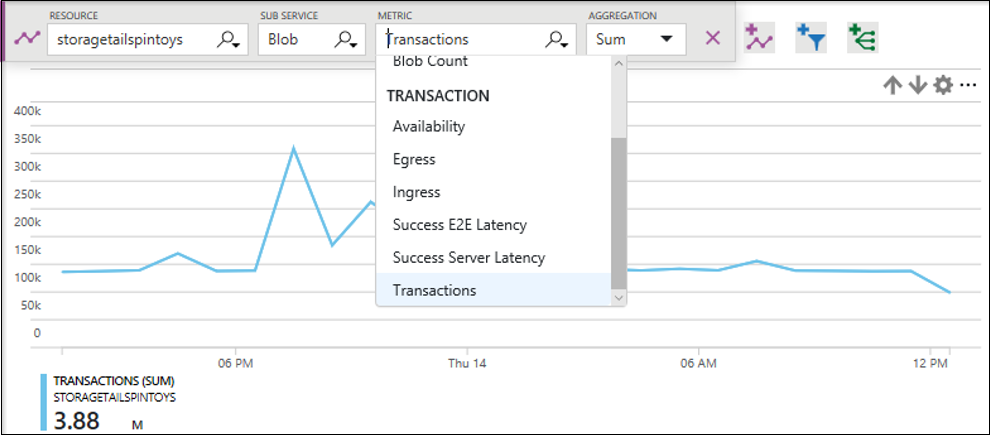 RESOURCE SUB SERVICE METRIC AGGREGATION
storagetailspintoys Blob Transactions Sum
Blob Count
TRANSACTION
Availability
Egress
Ingress
Success E2E Latency
Success Server Latency
Transactions
400k
350k
300k
250k
200k
150k
100k
50k
0
06 PM Thu 14 06 AM 12 PM
TRANSACTIONS (SUM)
STORAGETAILSPINTOYS
3.88 M